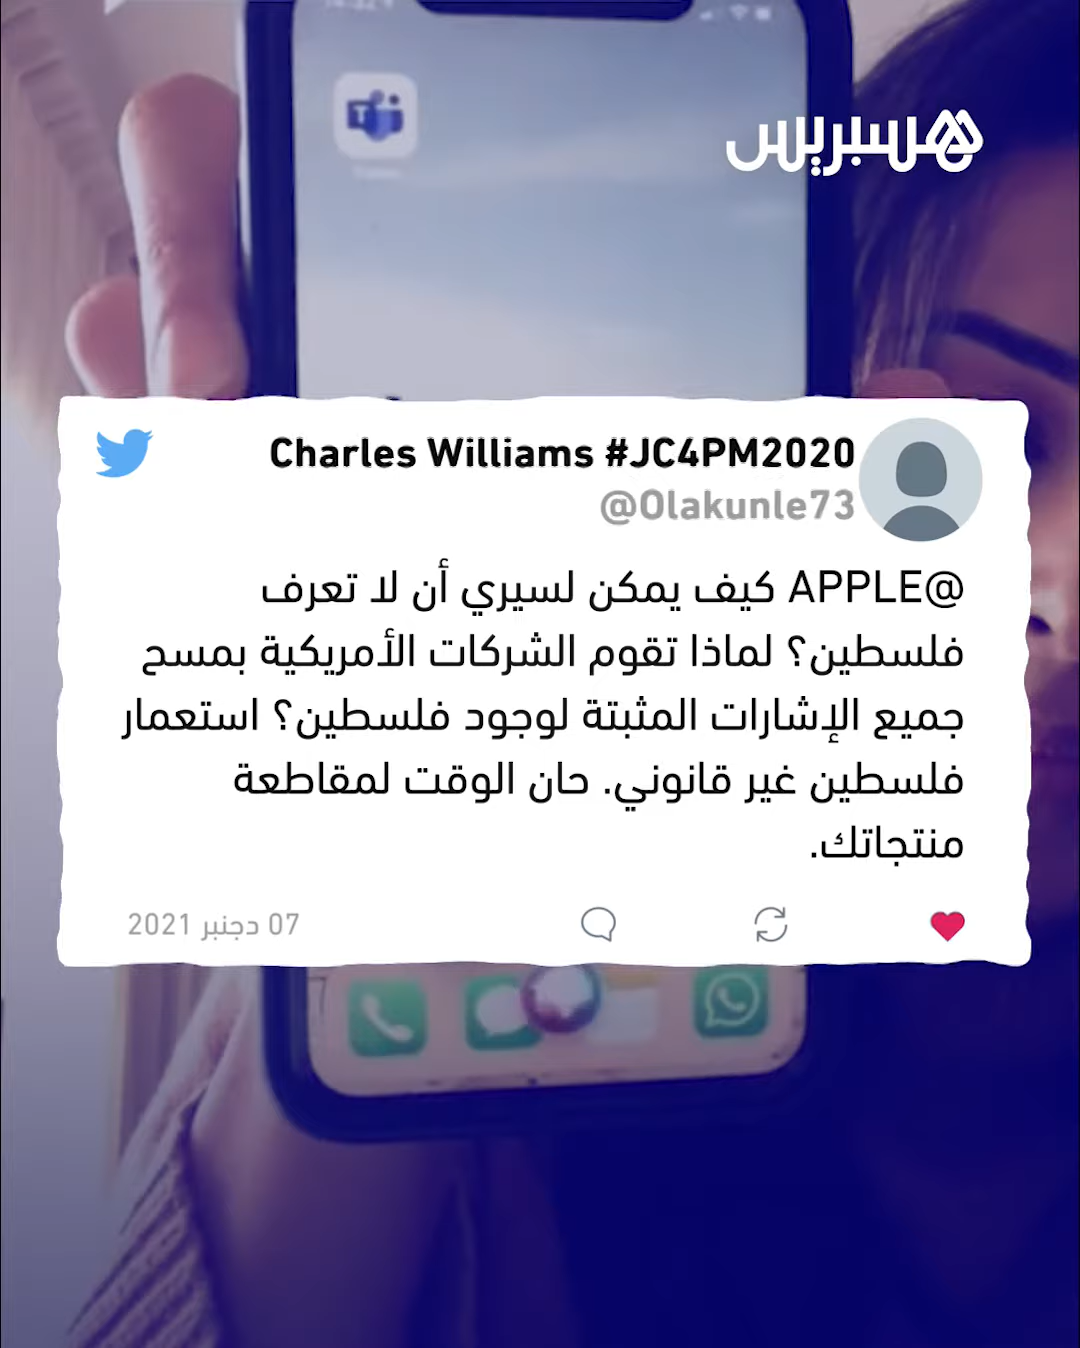 هسبريس
Charles Williams #JC4PM2020
@Olakunle73
@APPLE كيف يمكن لسيري أن لا تعرف
فلسطين؟ لماذا تقوم الشركات الأمريكية بمسح
جميع الإشارات المثبتة لوجود فلسطين؟ استعمار
فلسطين غير قانوني. حان الوقت لمقاطعة
منتجاتك.
07 دجنبر 2021